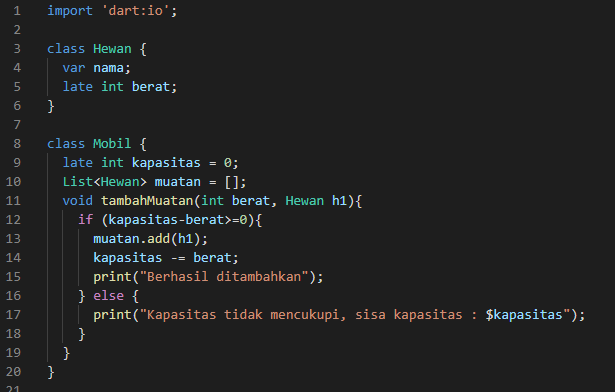 1 import 'dart:io';
2
3 class Hewan {
4 var nama;
5 late int berat;
6 }
7
8 class Mobil {
9 late int kapasitas = 0;
10 List<Hewan> muatan = [];
11 void tambahMuatan(int berat, Hewan h1){
12 if (kapasitas-berat>=0){
13 muatan.add(h1);
14 kapasitas -= berat;
15 print("Berhasil ditambahkan");
16 } else {
17 print("Kapasitas tidak mencukupi, sisa kapasitas : $kapasitas");
18 }
19 }
20 }
21